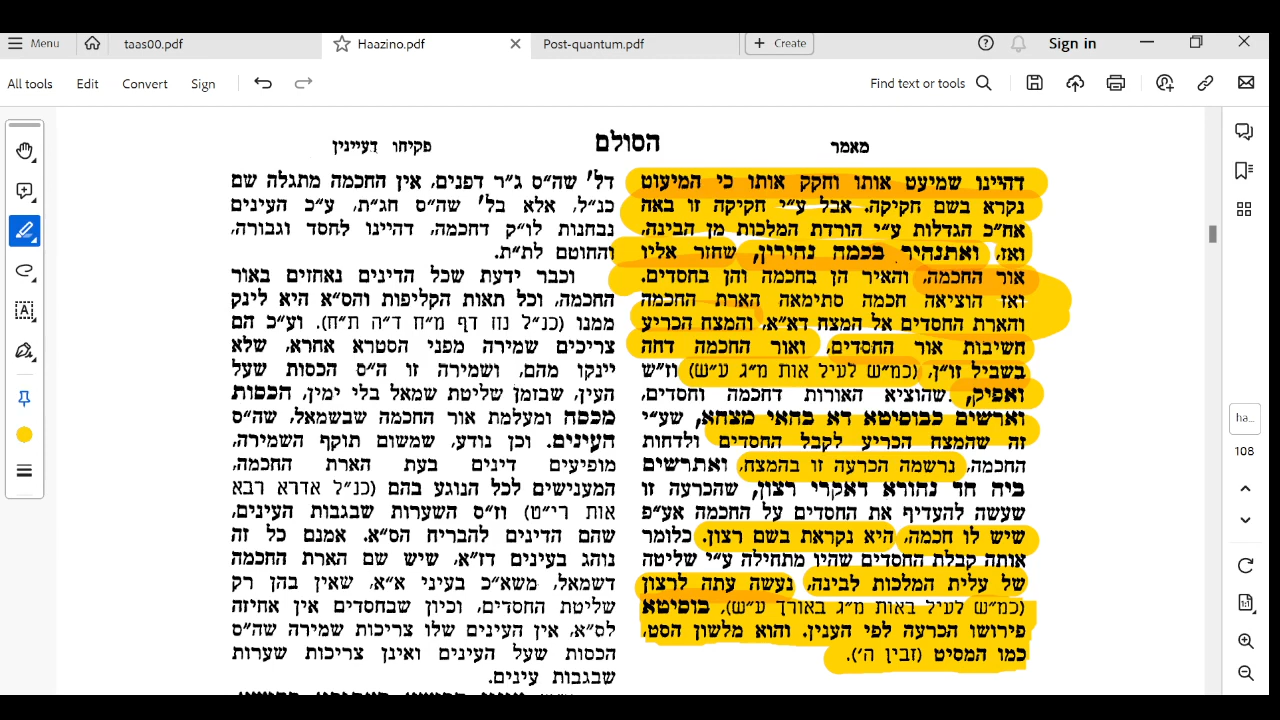 Menu
taas00.pdf
Haazino.pdf
Post-quantum.pdf
Create
Sign in
All tools
Edit
Convert
Sign
Find text or tools
מאמר
הסולם
פקיחו דעיינין
דהיינו שמיעט אותו וחקק אותו כי המיעוט
נקרא בשם חקיקה. אבל ע״י חקיקה זו באה
אח״כ הגדלות ע״י הורדת המלכות מן הבינה,
ואז, ואתנהיר בכמה נהירין, שחזר אליו
אור החכמה, והאיר הן בחכמה והן בחסדים.
ואז הוציאה חכמה סתימאה הארת החכמה
והארת החסדים אל המצח דא״א, והמצח הכריע
חשיבות אור החסדים, ואור החכמה דחה
בשביל זו״ן, (כמ״ש לעיל אות מ״ג ע״ש) וז״ש
ואפיק, שהוציא האורות דחכמה וחסדים,
וארשים כבוסיטא דא בהאי מצחא, שע״י
זה שהמצח הכריע לקבל החסדים ולדחות
החכמה, נרשמה הכרעה זו בהמצח, ואתרשים
ביה חד נהורא דאקרי רצון, שהכרעה זו
שעשה להעדיף את החסדים על החכמה אע״פ
שיש לו חכמה, היא נקראת בשם רצון. כלומר
אותה קבלת החסדים שהיו מתחילה ע״י שליטה
של עלית המלכות לבינה, נעשה עתה לרצון
(כמ״ש לעיל באות מ״ג באורך ע״ש), בוסיטא
פירושו הכרעה לפי הענין. והוא מלשון הסט,
כמו המסיט (זבין ה׳).
דל׳ שה״ס ג״ר דפנים, אין החכמה מתגלה שם
כנ״ל, אלא בל׳ שה״ס חג״ת, ע״כ העינים
נבחנות לו״ק דחכמה, דהיינו לחסד וגבורה,
והחוטם לת״ת.
וכבר ידעת שכל הדינים נאחזים באור
החכמה, וכל תאות הקליפות והס״א היא לינק
ממנו (כנ״ל נזז דף מ״ח ד״ה ת״ח). וע״כ הם
צריכים שמירה מפני הסטרא אחרא, שלא
יינקו מהם, ושמירה זו ה״ס הכסות שעל
העין, שבזמן שליטת שמאל בלי ימין, הכסות
מכסה ומעלמת אור החכמה שבשמאל, שה״ס
העינים. וכן נודע, שמשום תוקף השמירה,
מופיעים דינים בעת הארת החכמה,
המענישים לכל הנוגע בהם (כנ״ל אדרא רבא
אות רי״ט) וז״ס השערות שבגבות העינים,
שהם הדינים להבריח הס״א. אמנם כל זה
נוהג בעינים דז״א, שיש שם הארת החכמה
דשמאל, משא״כ בעיני א״א, שאין בהן רק
שליטת החסדים, וכיון שבחסדים אין אחיזה
לס״א, אין העינים שלו צריכות שמירה שה״ס
הכסות שעל העינים ואינן צריכות שערות
שבגבות עינים.
ha...
108